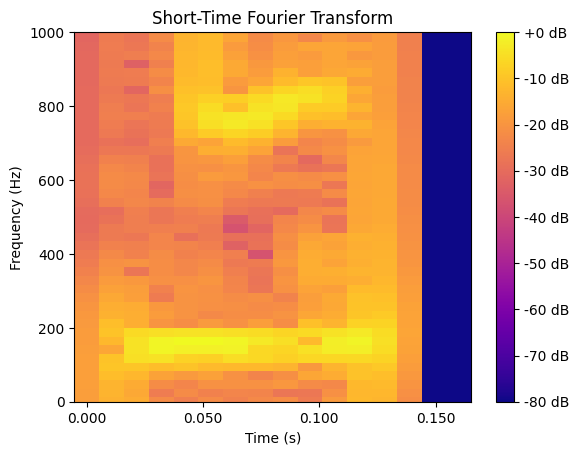 Short-Time Fourier Transform
1000
800
600
400
200
0
Frequency (Hz)
0.000
0.050
0.100
0.150
Time (s)
+0 dB
-10 dB
-20 dB
-30 dB
-40 dB
-50 dB
-60 dB
-70 dB
-80 dB